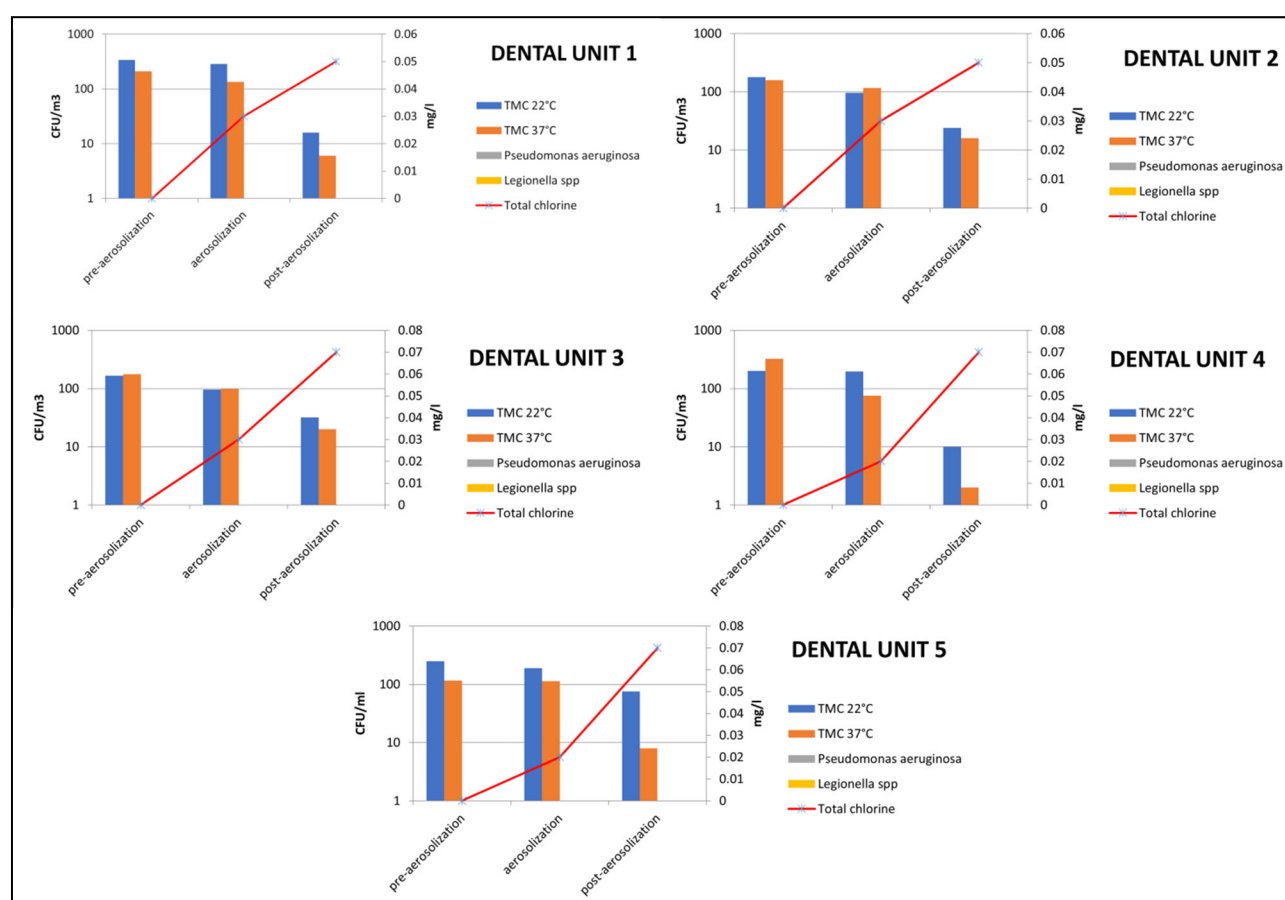 DENTAL UNIT 1
CFU/m3
1000
100
10
1
0.06
0.05
0.04
0.03
0.02
0.01
0
mg/l
pre-aerosolization
aerosolization
post-aerosolization
TMC 22°C
TMC 37°C
Pseudomonas aeruginosa
Legionella spp
Total chlorine
DENTAL UNIT 2
CFU/m3
1000
100
10
1
0.06
0.05
0.04
0.03
0.02
0.01
0
mg/l
pre-aerosolization
aerosolization
post-aerosolization
TMC 22°C
TMC 37°C
Pseudomonas aeruginosa
Legionella spp
Total chlorine
DENTAL UNIT 3
CFU/m3
1000
100
10
1
0.08
0.07
0.06
0.05
0.04
0.03
0.02
0.01
0
mg/l
pre-aerosolization
aerosolization
post-aerosolization
TMC 22°C
TMC 37°C
Pseudomonas aeruginosa
Legionella spp
Total chlorine
DENTAL UNIT 4
CFU/m3
1000
100
10
1
0.08
0.07
0.06
0.05
0.04
0.03
0.02
0.01
0
mg/l
pre-aerosolization
aerosolization
post-aerosolization
TMC 22°C
TMC 37°C
Pseudomonas aeruginosa
Legionella spp
Total chlorine
DENTAL UNIT 5
CFU/ml
1000
100
10
1
0.08
0.07
0.06
0.05
0.04
0.03
0.02
0.01
0
mg/l
pre-aerosolization
aerosolization
post-aerosolization
TMC 22°C
TMC 37°C
Pseudomonas aeruginosa
Legionella spp
Total chlorine